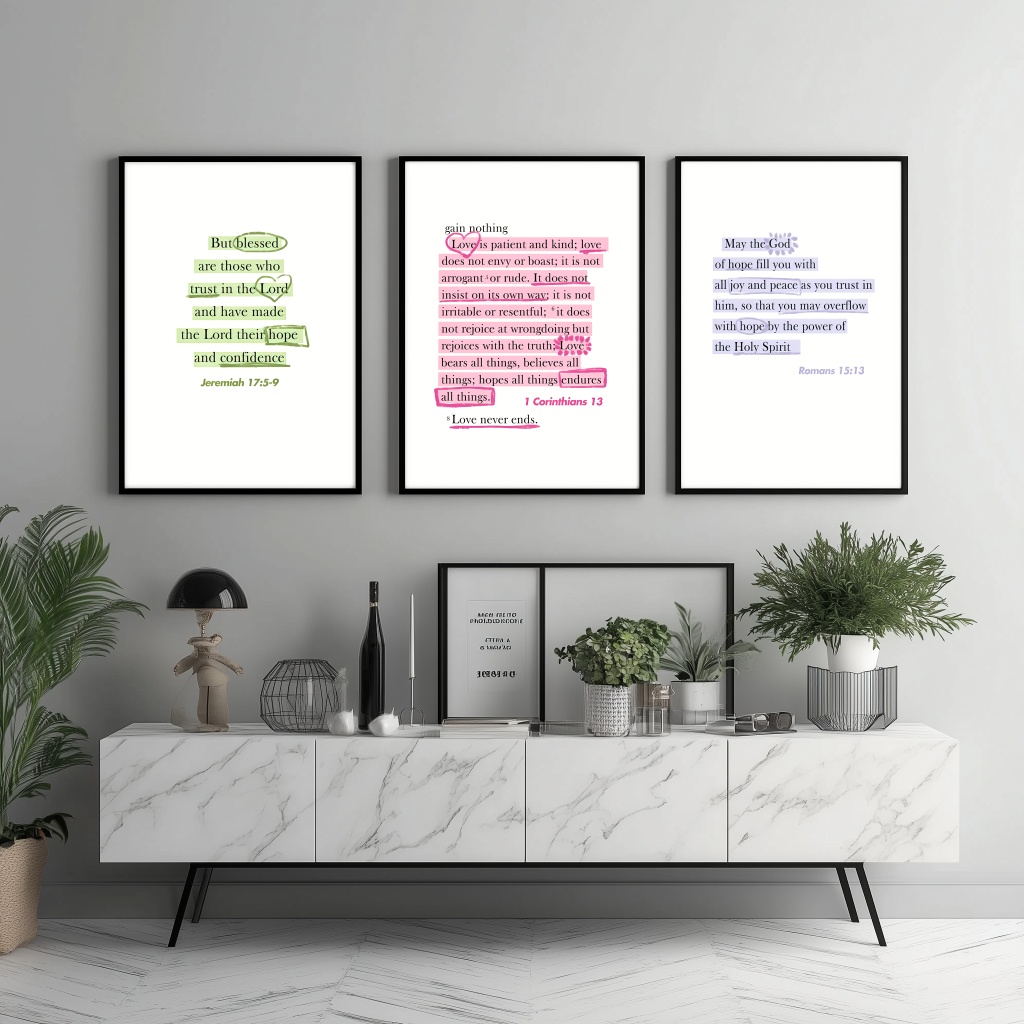 But blessed
are those who
trust in the Lord
and have made
the Lord their hope
and confidence
Jeremiah 17:5-9
gain nothing
Love is patient and kind; love
does not envy or boast; it is not
arrogant 5 or rude. It does not
insist on its own way; it is not
irritable or resentful; 6 it does
not rejoice at wrongdoing but
rejoices with the truth; Love
bears all things, believes all
things; hopes all things endures
all things.
1 Corinthians 13
8 Love never ends.
May the God
of hope fill you with
all joy and peace as you trust in
him, so that you may overflow
with hope by the power of
the Holy Spirit
Romans 15:13